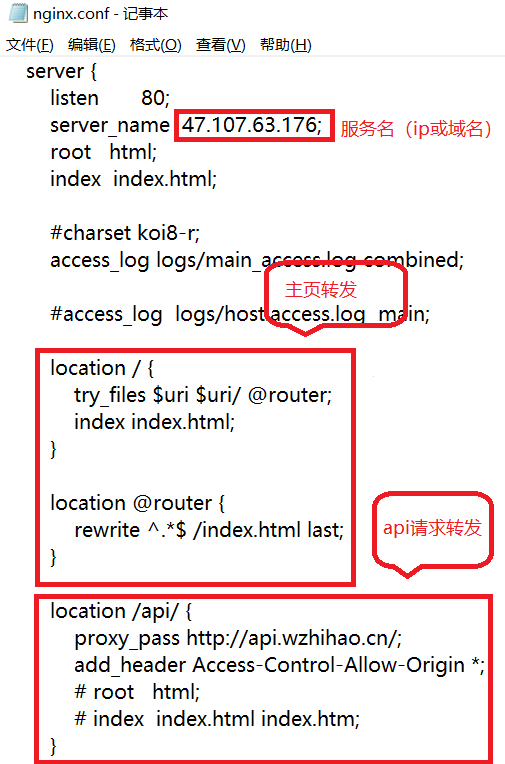 nginx.conf - 记事本
文件(F) 编辑(E) 格式(O) 查看(V) 帮助(H)
server {
listen 80;
server_name 47.107.63.176; 服务名（ip或域名）
root html;
index index.html;
#charset koi8-r;
access_log logs/main_access.log combined;
主页转发
#access_log logs/host.access.log main;
location / {
try_files $uri $uri/ @router;
index index.html;
}
location @router {
rewrite ^.*$ /index.html last;
}
api请求转发
location /api/ {
proxy_pass http://api.wzhihao.cn/;
add_header Access-Control-Allow-Origin *;
# root html;
# index index.html index.htm;
}